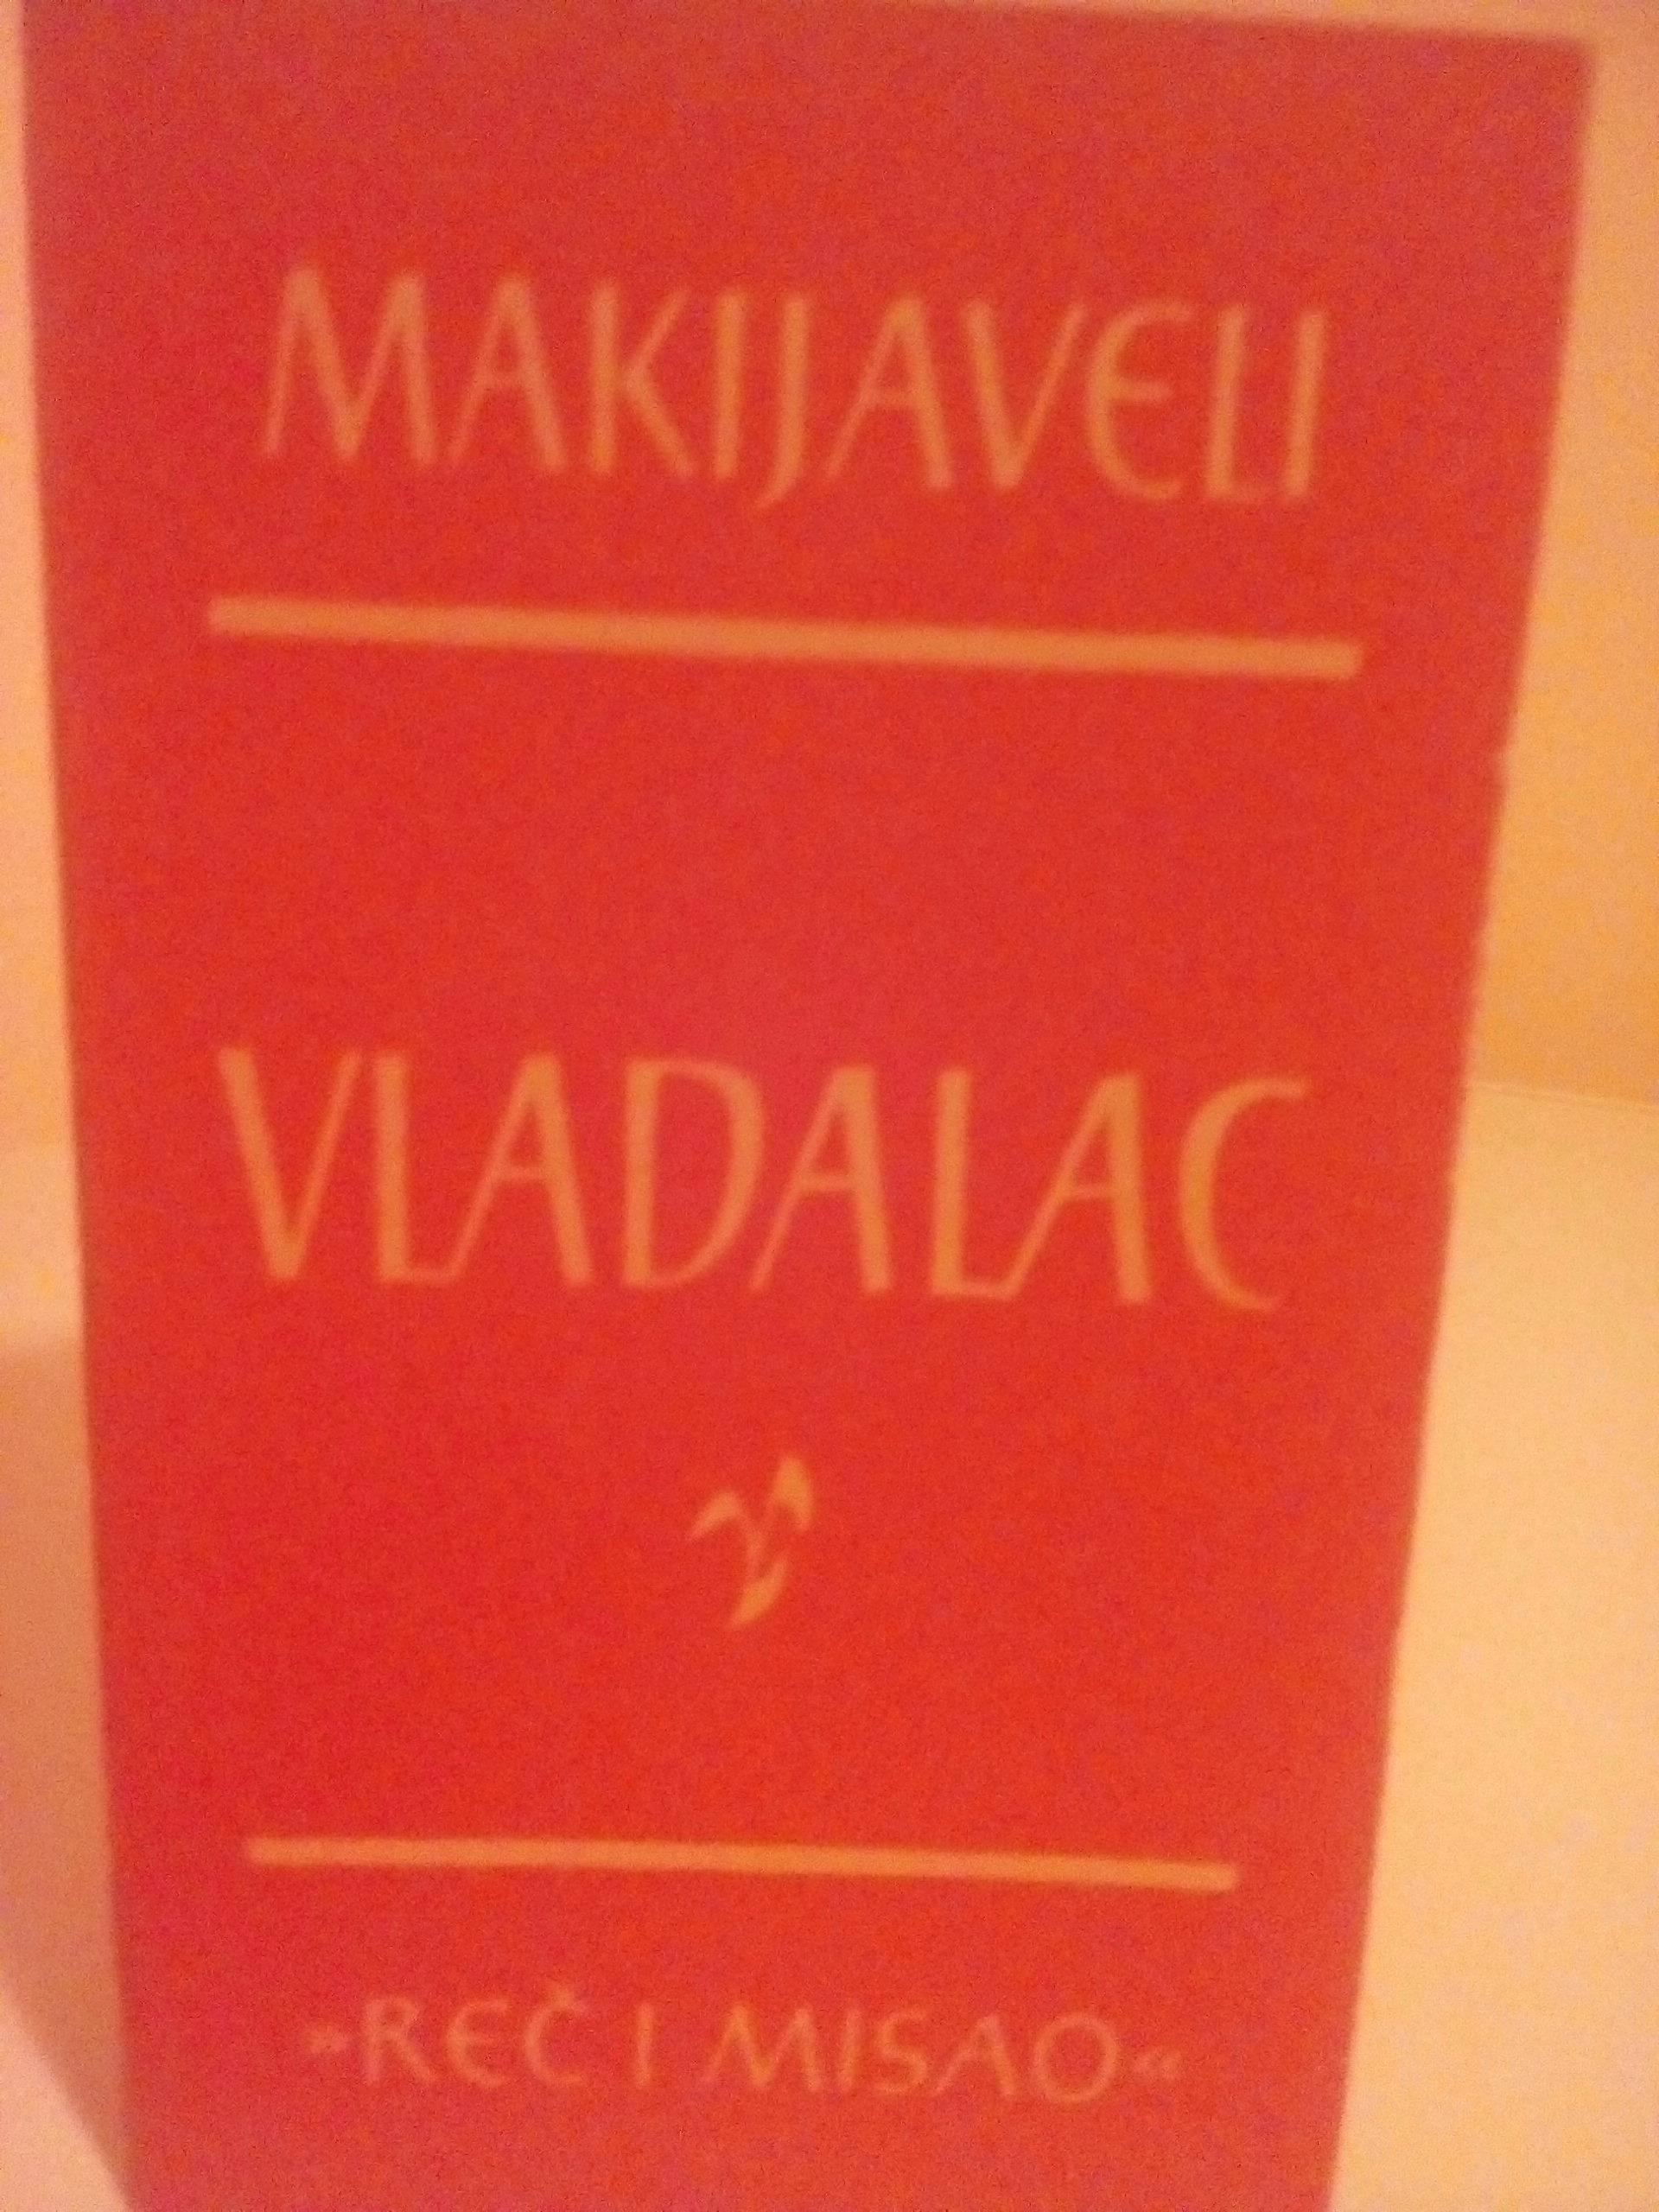 MAKIJAVELI
VLADALAC
»REČ I MISAO«